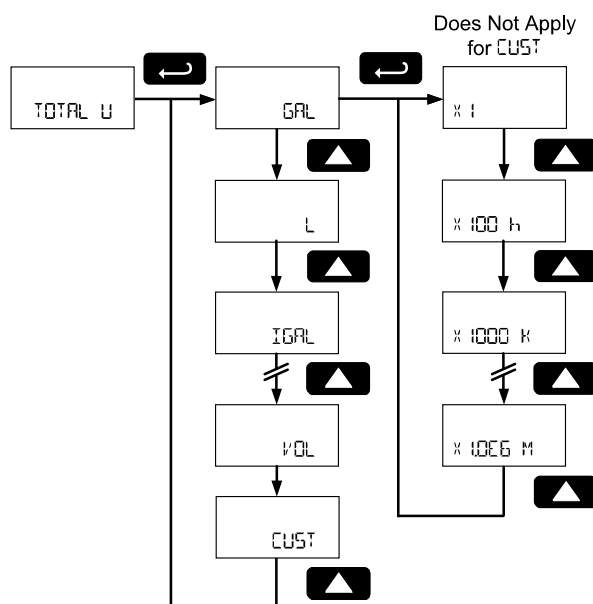 Does Not Apply
for CUST
TOTAL U
GAL
X 1
L
X 100 h
IGAL
X 1000 K
VOL
X 1.0E6 M
CUST